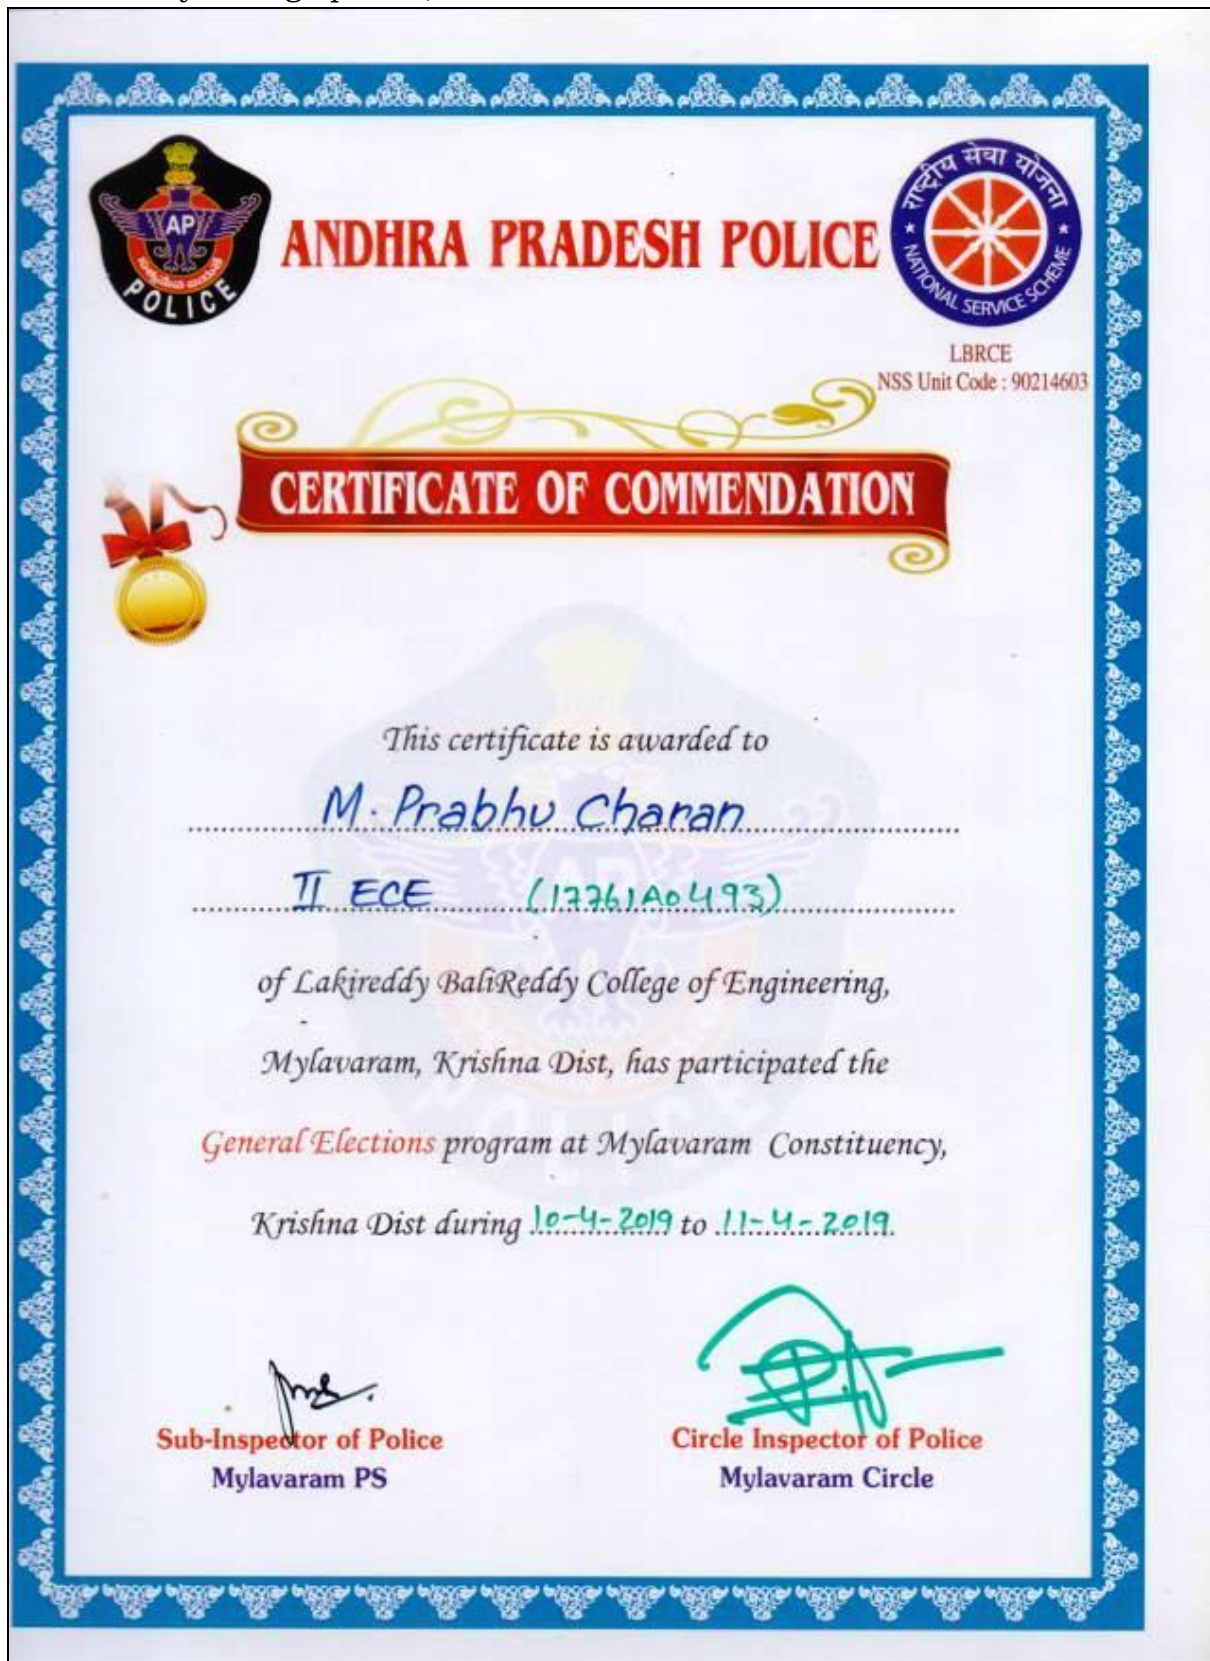 AP
POLICE
ANDHRA PRADESH POLICE
राष्ट्रीय सेवा योजना
NATIONAL SERVICE SCHEME
LBRCE
NSS Unit Code : 90214603
CERTIFICATE OF COMMENDATION
This certificate is awarded to
M. Prabhu Charan
II ECE (17761A0493)
of Lakireddy BaliReddy College of Engineering,
Mylavaram, Krishna Dist, has participated the
General Elections program at Mylavaram Constituency,
Krishna Dist during 10-4-2019 to 11-4-2019
Sub-Inspector of Police
Mylavaram PS
Circle Inspector of Police
Mylavaram Circle